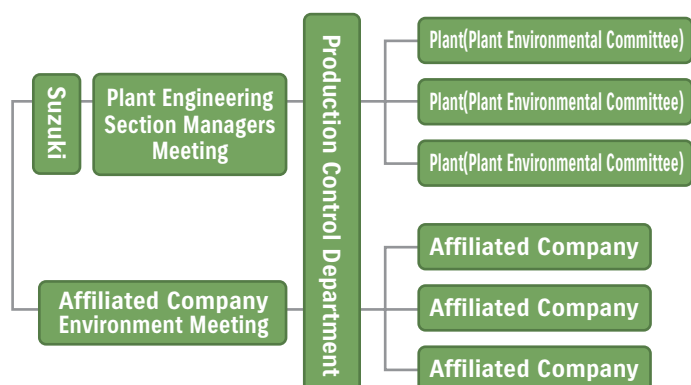 Suzuki
Plant Engineering
Section Managers
Meeting
Affiliated Company
Environment Meeting
Production Control Department
Plant(Plant Environmental Committee)
Plant(Plant Environmental Committee)
Plant(Plant Environmental Committee)
Affiliated Company
Affiliated Company
Affiliated Company